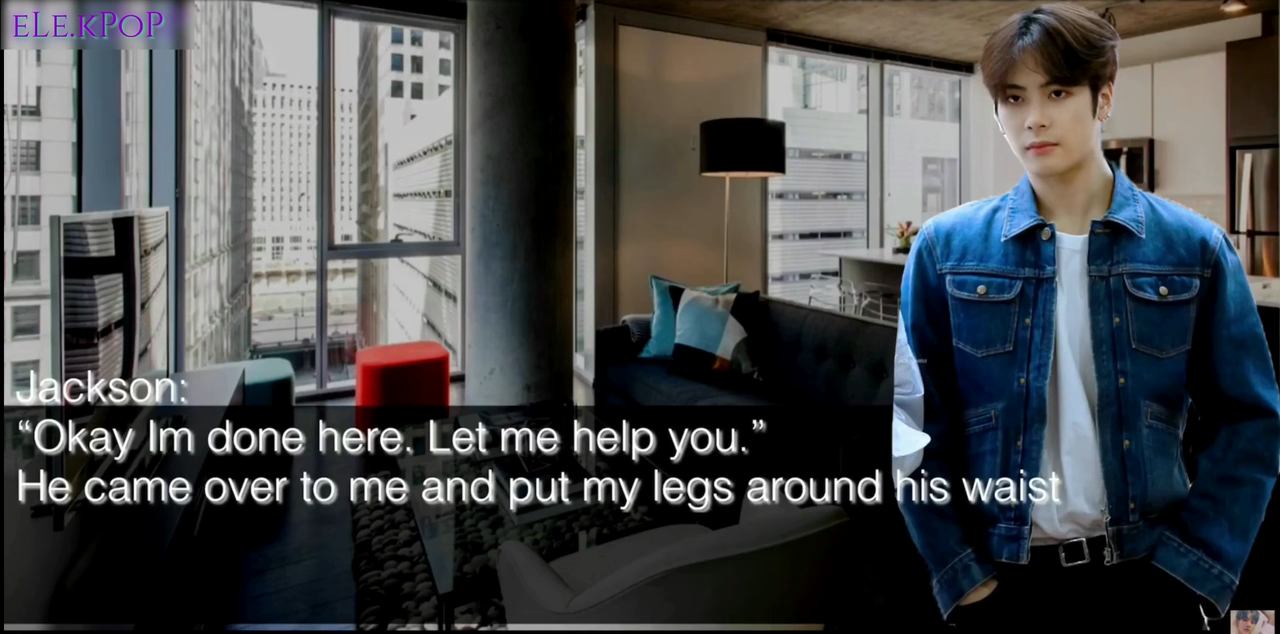 eLe.kPoP
Jackson:
“Okay Im done here. Let me help you.”
He came over to me and put my legs around his waist